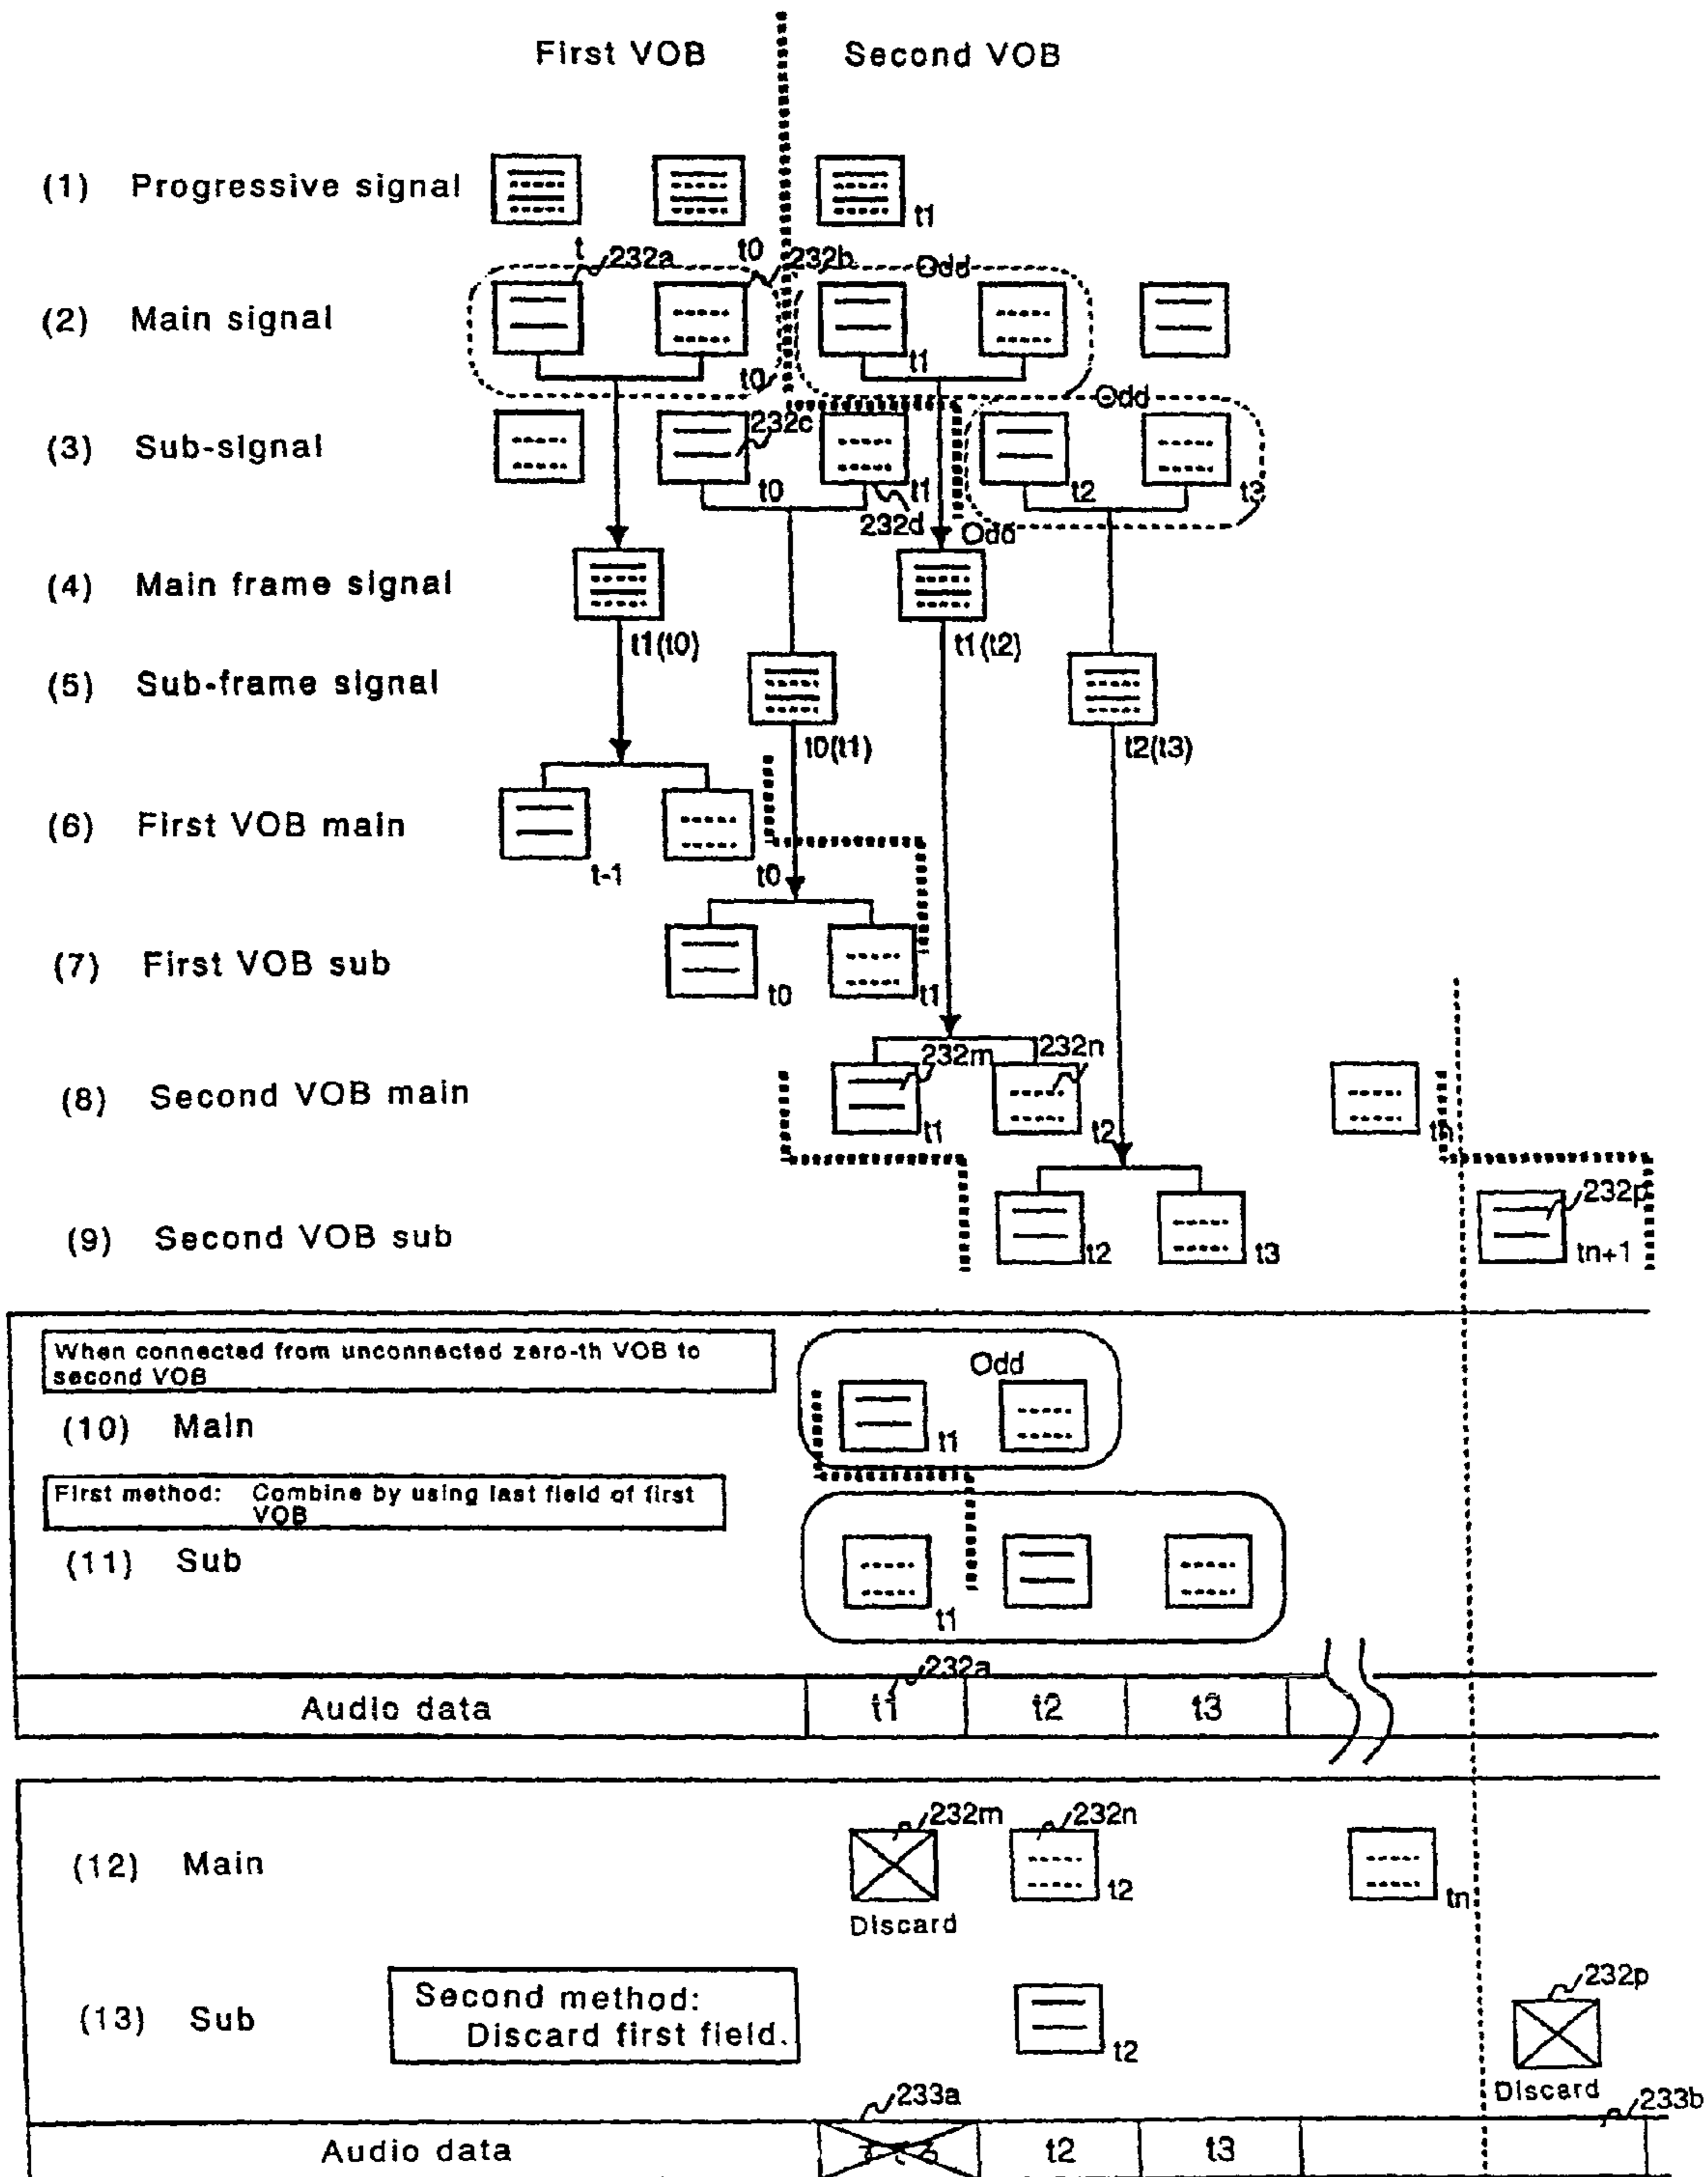 First VOB Second VOB
(1) Progressive signal
t1
t 232a t0 232b Odd
(2) Main signal
t0 t1
Odd
(3) Sub-signal
232c
t0 t1 t2 t3
232d Odd
(4) Main frame signal
t1(t0) t1(t2)
(5) Sub-frame signal
t0(t1) t2(t3)
(6) First VOB main
t-1 t0
(7) First VOB sub
t0 t1
232m 232n
(8) Second VOB main
t1 t2 tn
232p
(9) Second VOB sub
t2 t3 tn+1
When connected from unconnected zero-th VOB to
second VOB
Odd
(10) Main
t1
First method: Combine by using last field of first
VOB
(11) Sub
t1
232a
Audio data t1 t2 t3
232m 232n
(12) Main
t2 tn
Discard
232p
(13) Sub
Second method:
Discard first field.
t2
Discard
233a 233b
Audio data t2 t3